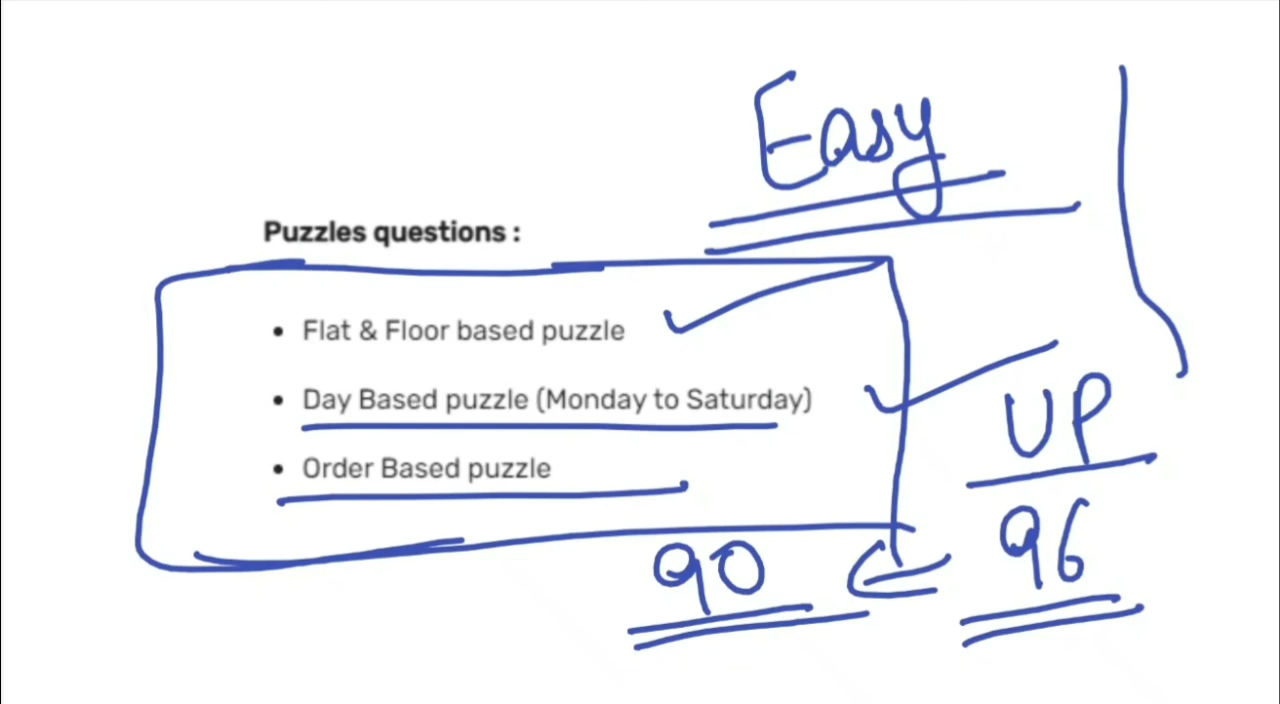 Easy
Puzzles questions :
• Flat & Floor based puzzle
• Day Based puzzle (Monday to Saturday)
• Order Based puzzle
UP
96
90